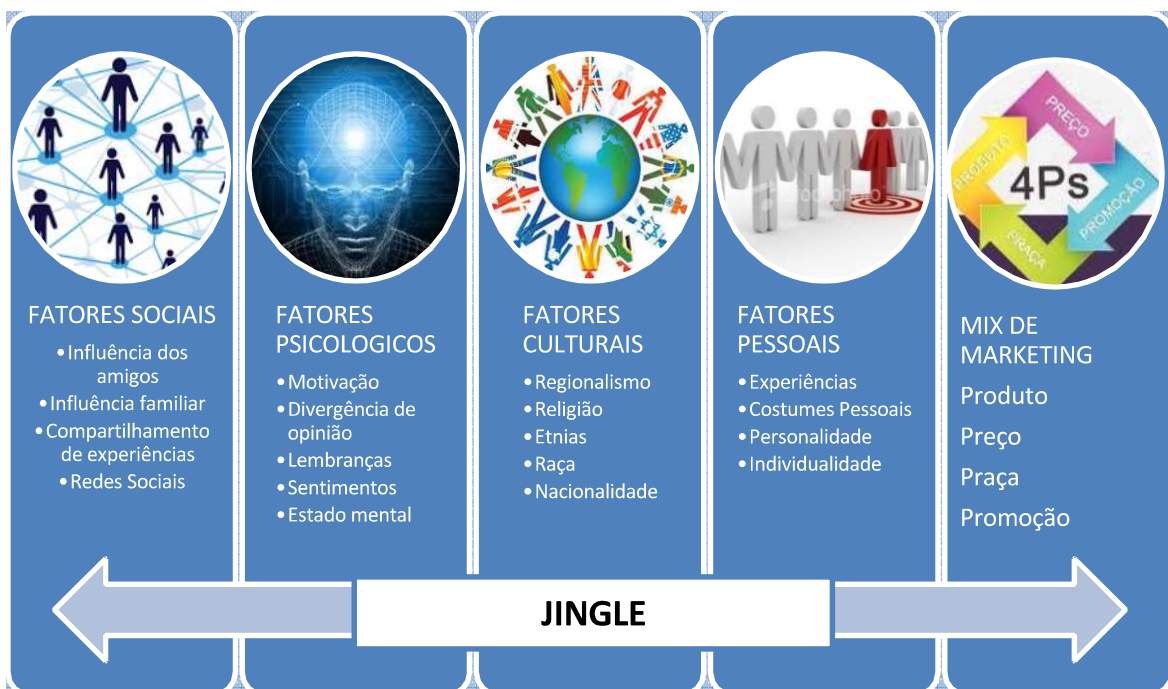 FATORES SOCIAIS
•Influência dos
amigos
•Influência familiar
•Compartilhamento
de experiências
•Redes Sociais
FATORES
PSICOLOGICOS
•Motivação
•Divergência de
opinião
•Lembranças
•Sentimentos
•Estado mental
FATORES
CULTURAIS
•Regionalismo
•Religião
•Etnias
•Raça
•Nacionalidade
FATORES
PESSOAIS
•Experiências
•Costumes Pessoais
•Personalidade
•Individualidade
PREÇO
PRODUTO
4Ps
PROMOÇÃO
PRAÇA
MIX DE
MARKETING
Produto
Preço
Praça
Promoção
JINGLE